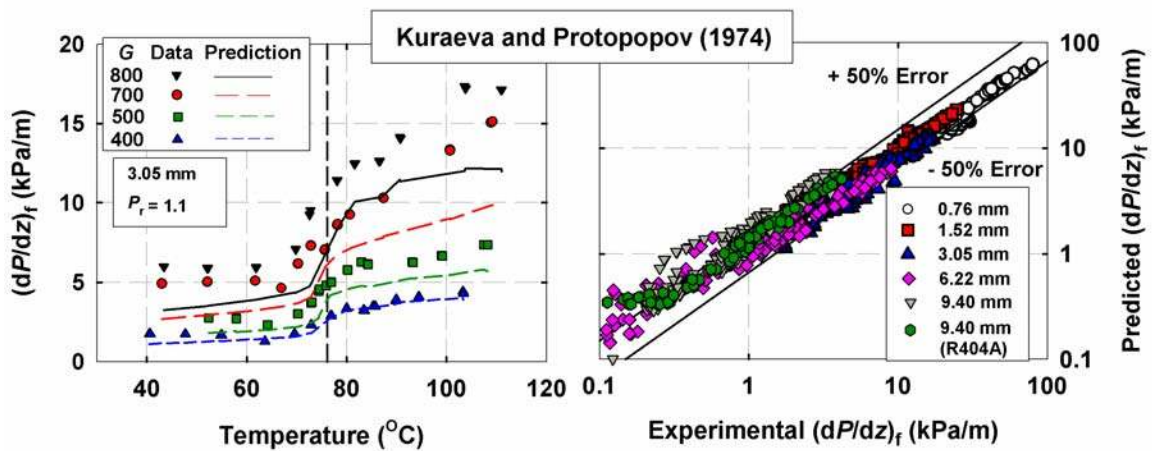 Kuraeva and Protopopov (1974)
20
15
10
5
0
(dP/dz)f (kPa/m)
G Data Prediction
800
700
500
400
3.05 mm
Pr = 1.1
40 60 80 100 120
Temperature (OC)
+ 50% Error
- 50% Error
0.76 mm
1.52 mm
3.05 mm
6.22 mm
9.40 mm
9.40 mm
(R404A)
100
10
1
0.1
Predicted (dP/dz)f (kPa/m)
0.1 1 10 100
Experimental (dP/dz)f (kPa/m)